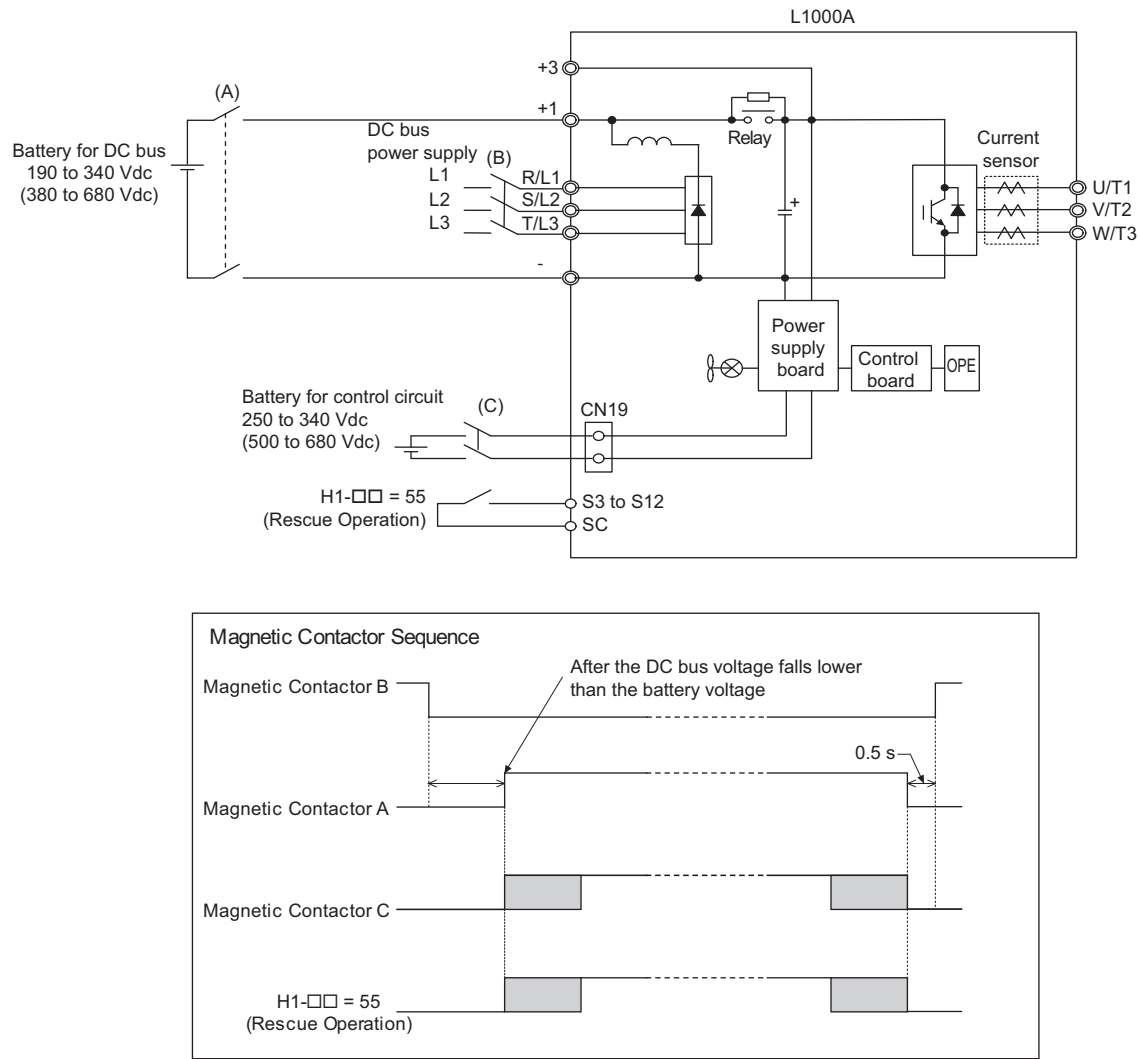 L1000A
+3
(A)
+1
DC bus
power supply
(B)
Relay
Current
sensor
Battery for DC bus
190 to 340 Vdc
(380 to 680 Vdc)
L1
R/L1
U/T1
L2
S/L2
V/T2
L3
T/L3
W/T3
+
-
Power
supply
board
Control
board
OPE
Battery for control circuit
250 to 340 Vdc
(500 to 680 Vdc)
(C)
CN19
H1-□□ = 55
(Rescue Operation)
S3 to S12
SC
Magnetic Contactor Sequence
After the DC bus voltage falls lower
than the battery voltage
Magnetic Contactor B
0.5 s
Magnetic Contactor A
Magnetic Contactor C
H1-□□ = 55
(Rescue Operation)